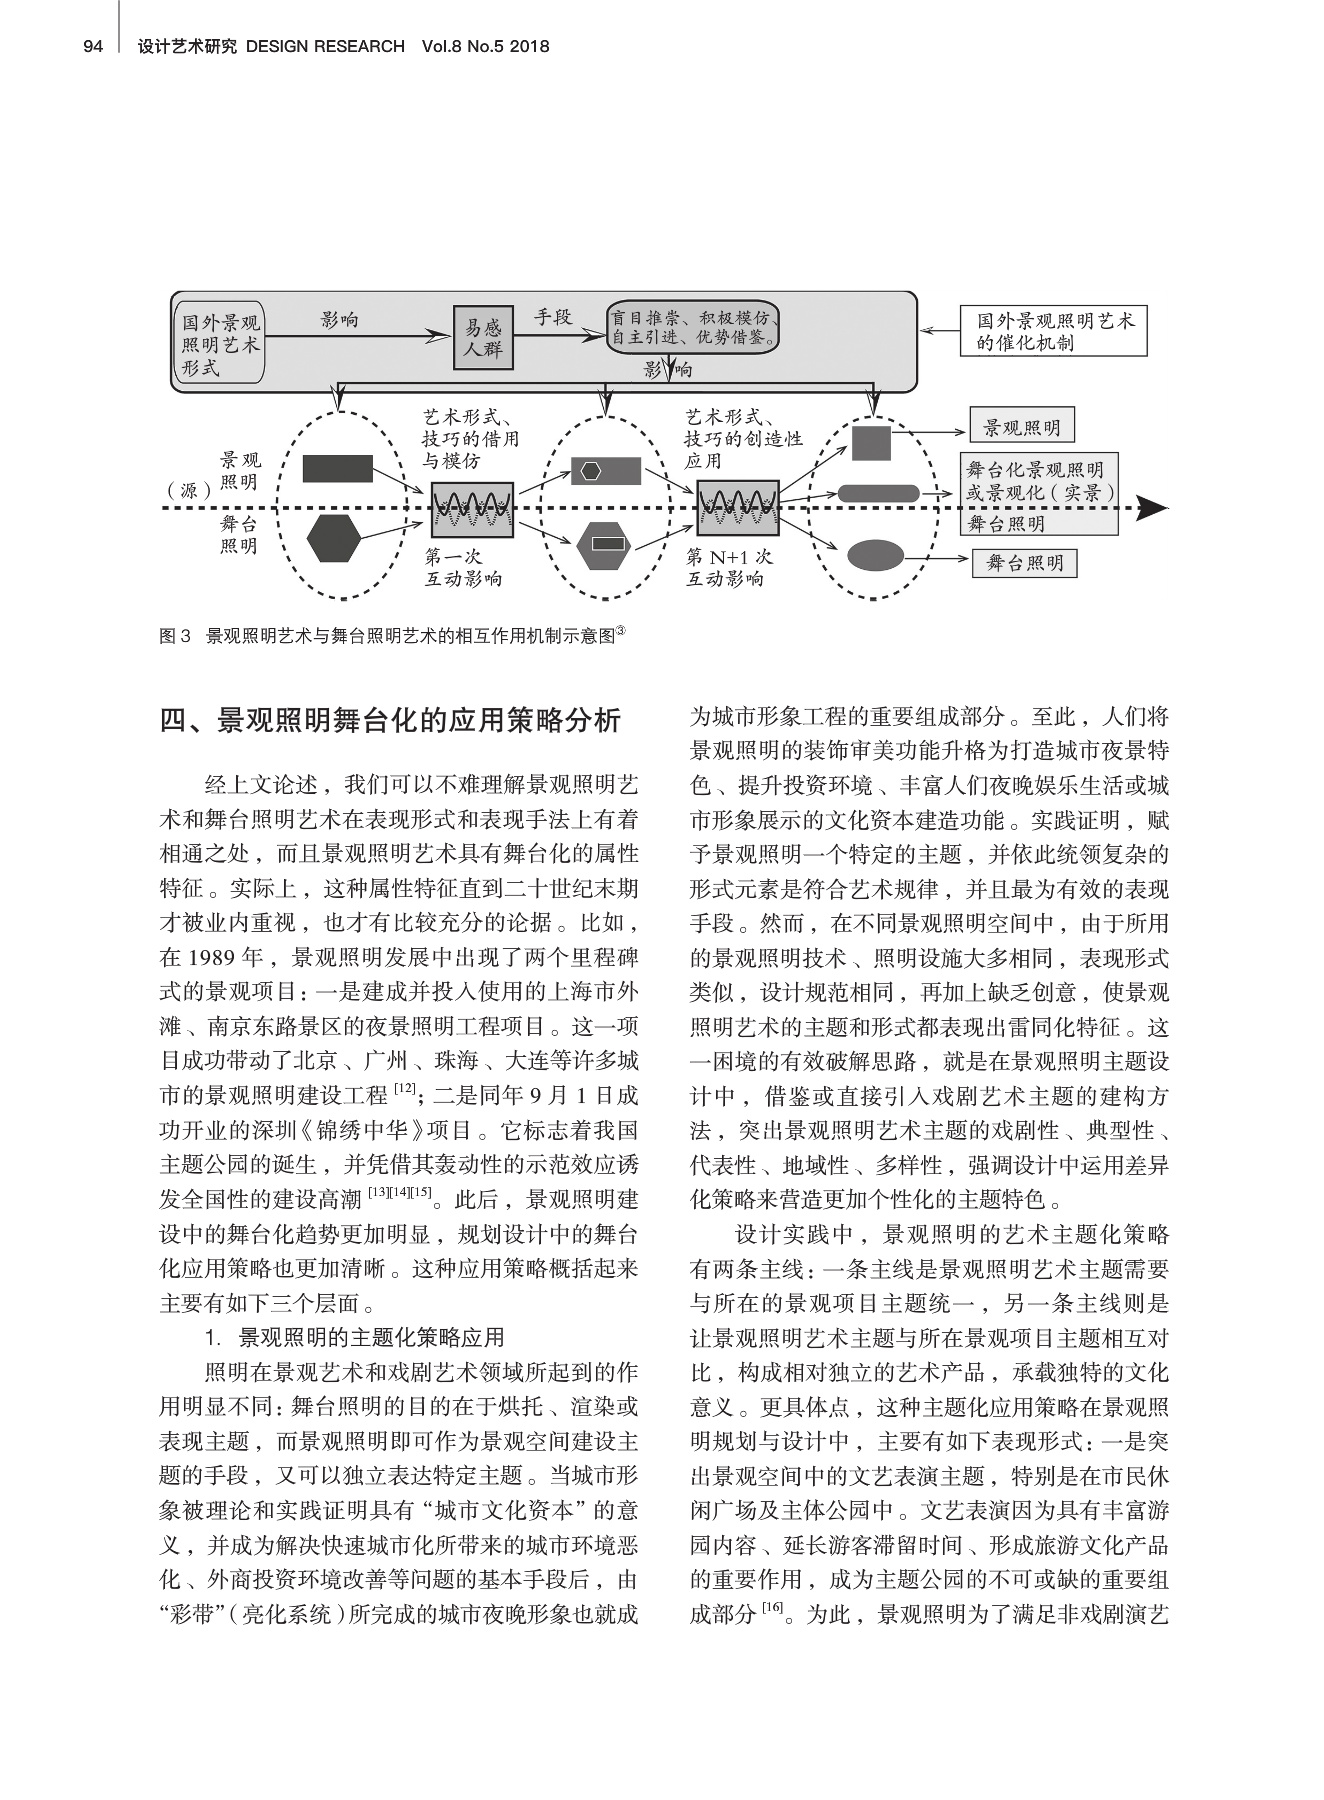 94 设计艺术研究 DESIGN RESEARCH Vol.8 No.5 2018
国外景观
照明艺术
形式
影响
易感
人群
手段
盲目推崇、积极模仿、
自主引进、优势借鉴。
影响
国外景观照明艺术
的催化机制
景观
照明
(源)
舞台
照明
艺术形式、
技巧的借用
与模仿
第一次
互动影响
艺术形式、
技巧的创造性
应用
第 N+1 次
互动影响
景观照明
舞台化景观照明
或景观化(实景)
舞台照明
舞台照明
图 3 景观照明艺术与舞台照明艺术的相互作用机制示意图③
四、景观照明舞台化的应用策略分析
经上文论述，我们可以不难理解景观照明艺
术和舞台照明艺术在表现形式和表现手法上有着
相通之处，而且景观照明艺术具有舞台化的属性
特征。实际上，这种属性特征直到二十世纪末期
才被业内重视，也才有比较充分的论据。比如，
在 1989 年，景观照明发展中出现了两个里程碑
式的景观项目：一是建成并投入使用的上海市外
滩、南京东路景区的夜景照明工程项目。这一项
目成功带动了北京、广州、珠海、大连等许多城
市的景观照明建设工程 [12]；二是同年 9 月 1 日成
功开业的深圳《锦绣中华》项目。它标志着我国
主题公园的诞生，并凭借其轰动性的示范效应诱
发全国性的建设高潮 [13][14][15]。此后，景观照明建
设中的舞台化趋势更加明显，规划设计中的舞台
化应用策略也更加清晰。这种应用策略概括起来
主要有如下三个层面。
1. 景观照明的主题化策略应用
照明在景观艺术和戏剧艺术领域所起到的作
用明显不同：舞台照明的目的在于烘托、渲染或
表现主题，而景观照明即可作为景观空间建设主
题的手段，又可以独立表达特定主题。当城市形
象被理论和实践证明具有“城市文化资本”的意
义，并成为解决快速城市化所带来的城市环境恶
化、外商投资环境改善等问题的基本手段后，由
“彩带”(亮化系统)所完成的城市夜晚形象也就成
为城市形象工程的重要组成部分。至此，人们将
景观照明的装饰审美功能升格为打造城市夜景特
色、提升投资环境、丰富人们夜晚娱乐生活或城
市形象展示的文化资本建造功能。实践证明，赋
予景观照明一个特定的主题，并依此统领复杂的
形式元素是符合艺术规律，并且最为有效的表现
手段。然而，在不同景观照明空间中，由于所用
的景观照明技术、照明设施大多相同，表现形式
类似，设计规范相同，再加上缺乏创意，使景观
照明艺术的主题和形式都表现出雷同化特征。这
一困境的有效破解思路，就是在景观照明主题设
计中，借鉴或直接引入戏剧艺术主题的建构方
法，突出景观照明艺术主题的戏剧性、典型性、
代表性、地域性、多样性，强调设计中运用差异
化策略来营造更加个性化的主题特色。
设计实践中，景观照明的艺术主题化策略
有两条主线：一条主线是景观照明艺术主题需要
与所在的景观项目主题统一，另一条主线则是
让景观照明艺术主题与所在景观项目主题相互对
比，构成相对独立的艺术产品，承载独特的文化
意义。更具体点，这种主题化应用策略在景观照
明规划与设计中，主要有如下表现形式：一是突
出景观空间中的文艺表演主题，特别是在市民休
闲广场及主体公园中。文艺表演因为具有丰富游
园内容、延长游客滞留时间、形成旅游文化产品
的重要作用，成为主题公园的不可或缺的重要组
成部分 [16]。为此，景观照明为了满足非戏剧演艺